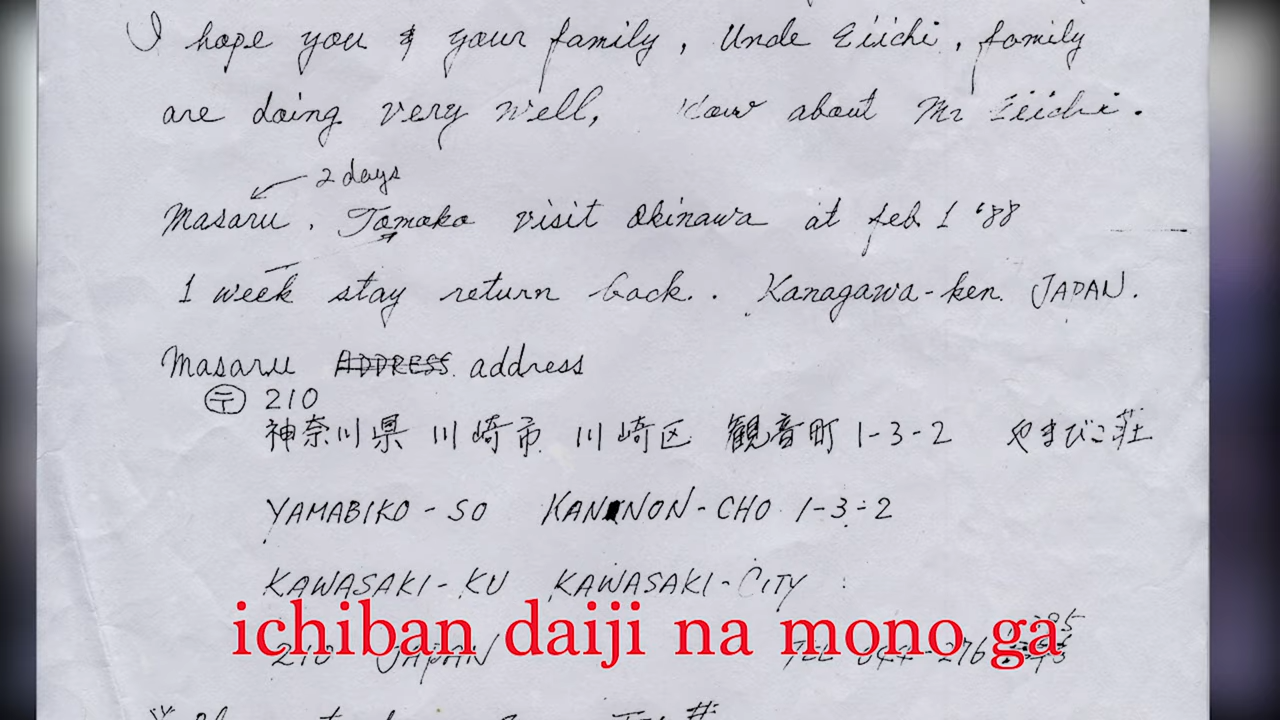 I hope you & your family, Uncle Eiichi, family
are doing very well, How about Mr Eiichi.
2 days
Masaru, Tomoko visit Okinawa at feb 1 '88
1 week stay return back. Kanagawa-ken. JAPAN.
Masaru ADDRESS address
〒 210
神奈川県 川崎市 川崎区 観音町 1-3-2 やまびこ荘
YAMABIKO-SO KANNON-CHO 1-3-2
KAWASAKI-KU KAWASAKI-CITY
ichiban daiji na mono ga
210 JAPAN TEL 044-276